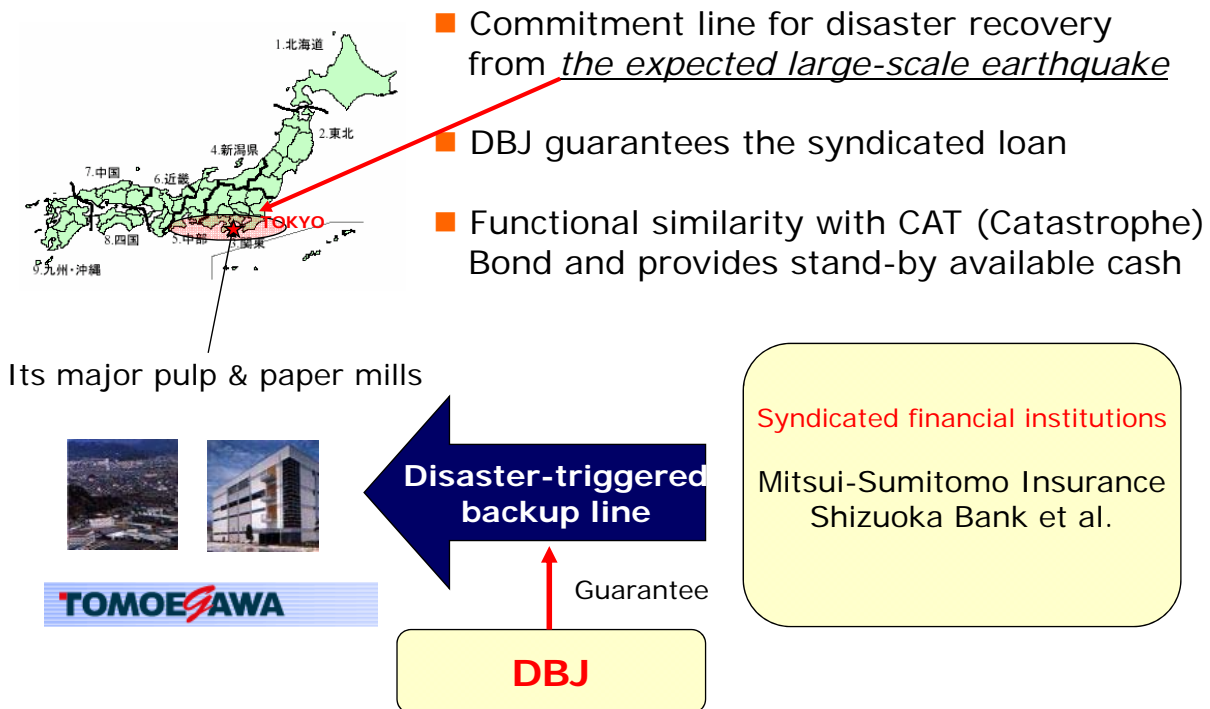 Commitment line for disaster recovery
from the expected large-scale earthquake
DBJ guarantees the syndicated loan
Functional similarity with CAT (Catastrophe)
Bond and provides stand-by available cash
1.北海道
2.東北
4.新潟県
7.中国
6.近畿
TOKYO
8.四国
5.中部
3.関東
9.九州・沖縄
Its major pulp & paper mills
TOMOEGAWA
Disaster-triggered
backup line
Guarantee
DBJ
Syndicated financial institutions
Mitsui-Sumitomo Insurance
Shizuoka Bank et al.